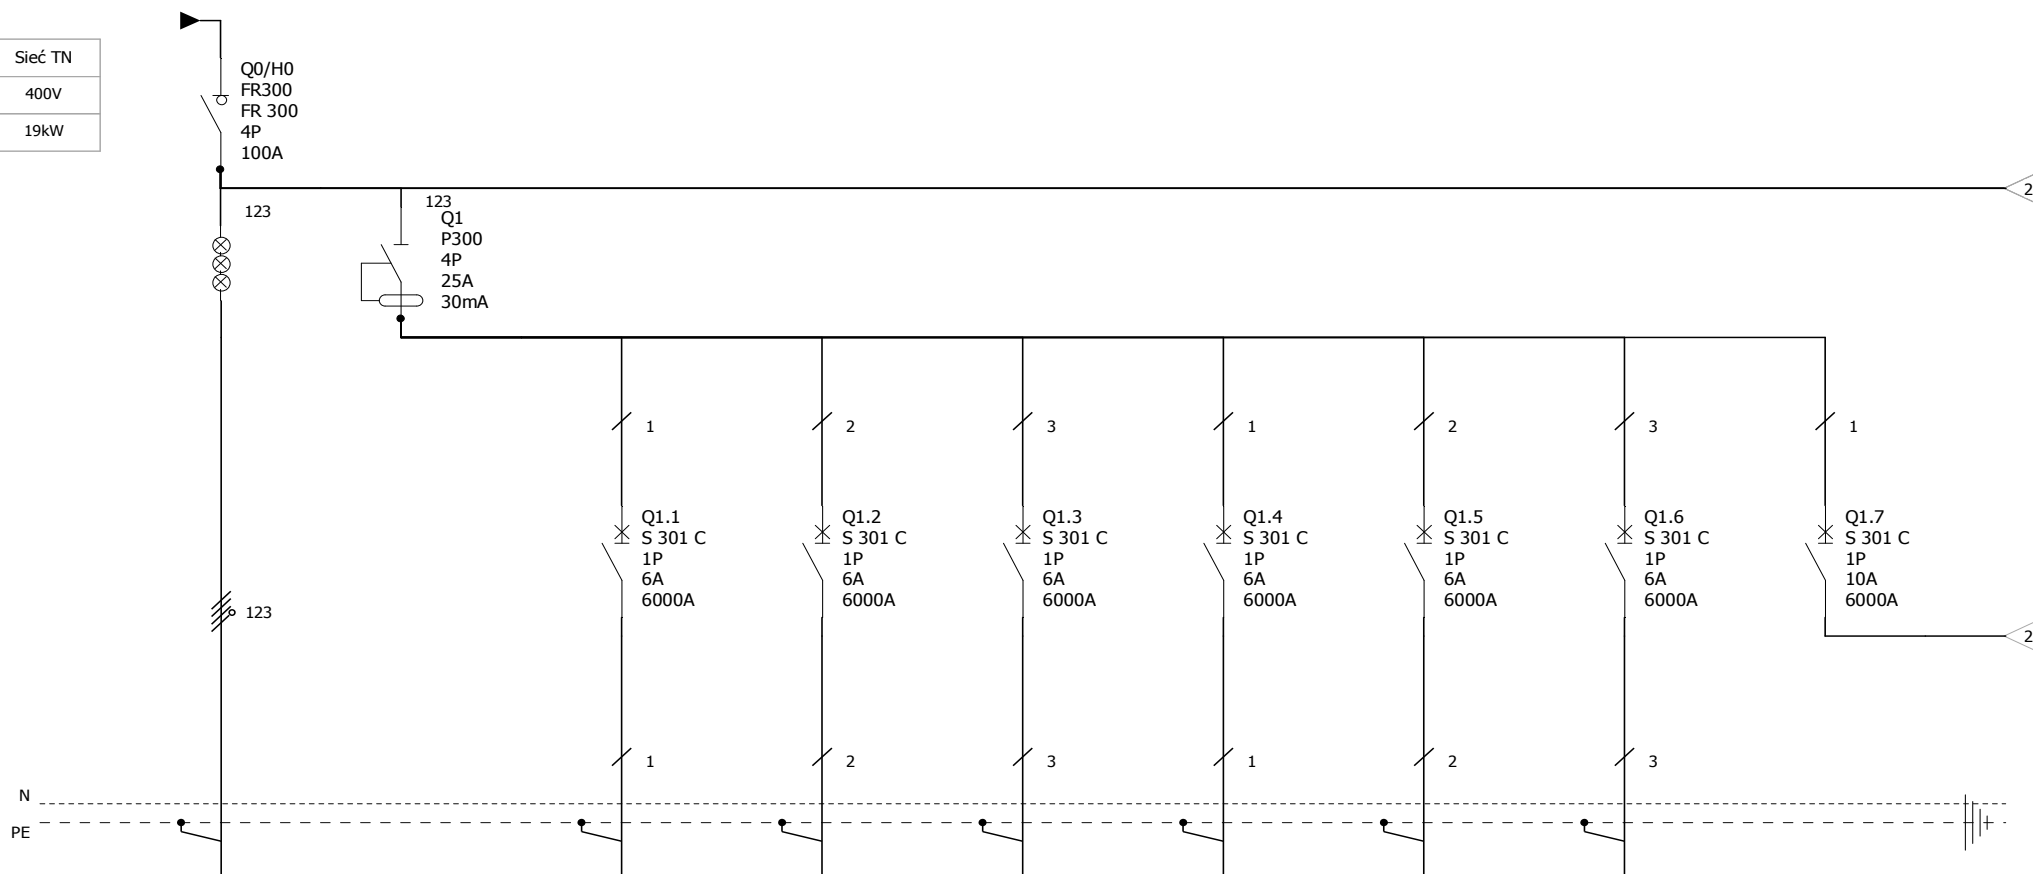 Sieć TN
400V
19kW
Q0/H0
FR300
FR 300
4P
100A
2
123
123
Q1
P300
4P
25A
30mA
1
2
3
1
2
3
1
Q1.1
S 301 C
1P
6A
6000A
Q1.2
S 301 C
1P
6A
6000A
Q1.3
S 301 C
1P
6A
6000A
Q1.4
S 301 C
1P
6A
6000A
Q1.5
S 301 C
1P
6A
6000A
Q1.6
S 301 C
1P
6A
6000A
Q1.7
S 301 C
1P
10A
6000A
123
2
1
2
3
1
2
3
N
PE